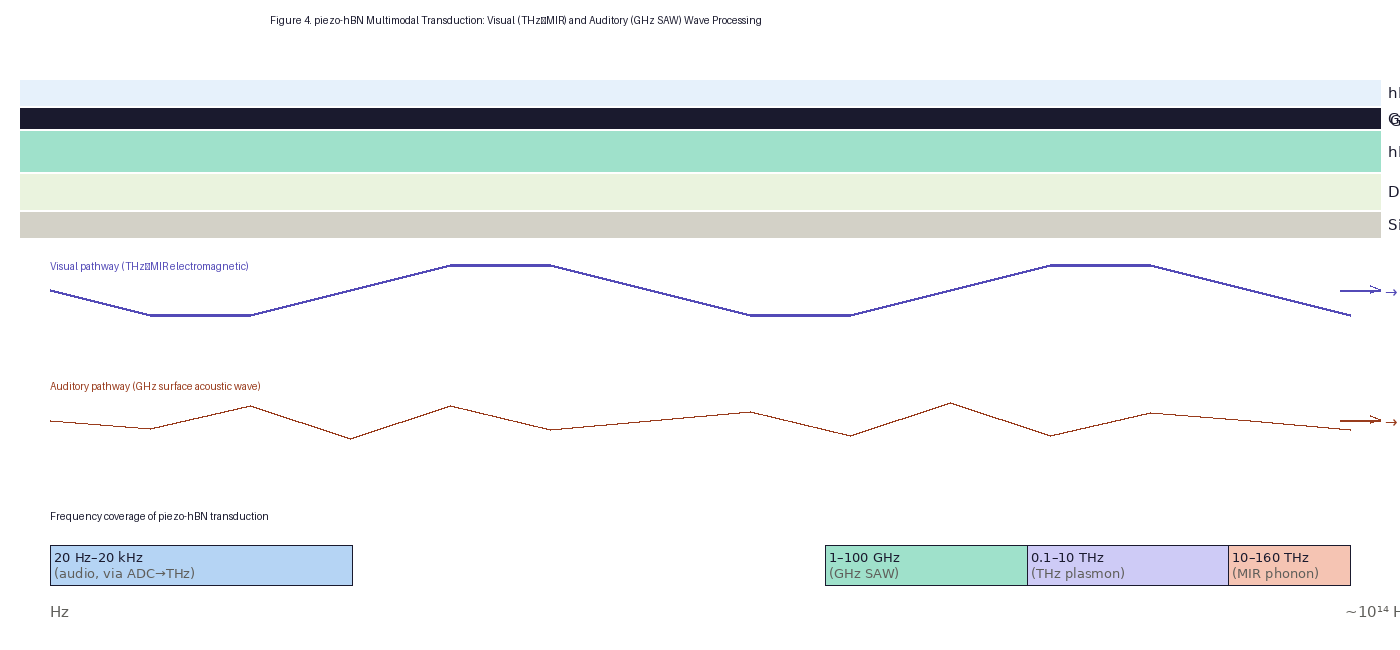 Figure 4. piezo-hBN Multimodal Transduction: Visual (THz▯MIR) and Auditory (GHz SAW) Wave Processing
D
Si
Visual pathway (THz▯MIR electromagnetic)
→
Auditory pathway (GHz surface acoustic wave)
→
Frequency coverage of piezo-hBN transduction
20 Hz–20 kHz
(audio, via ADC→THz)
1–100 GHz
(GHz SAW)
0.1–10 THz
(THz plasmon)
10–160 THz
(MIR phonon)
Hz
~10¹⁴ H